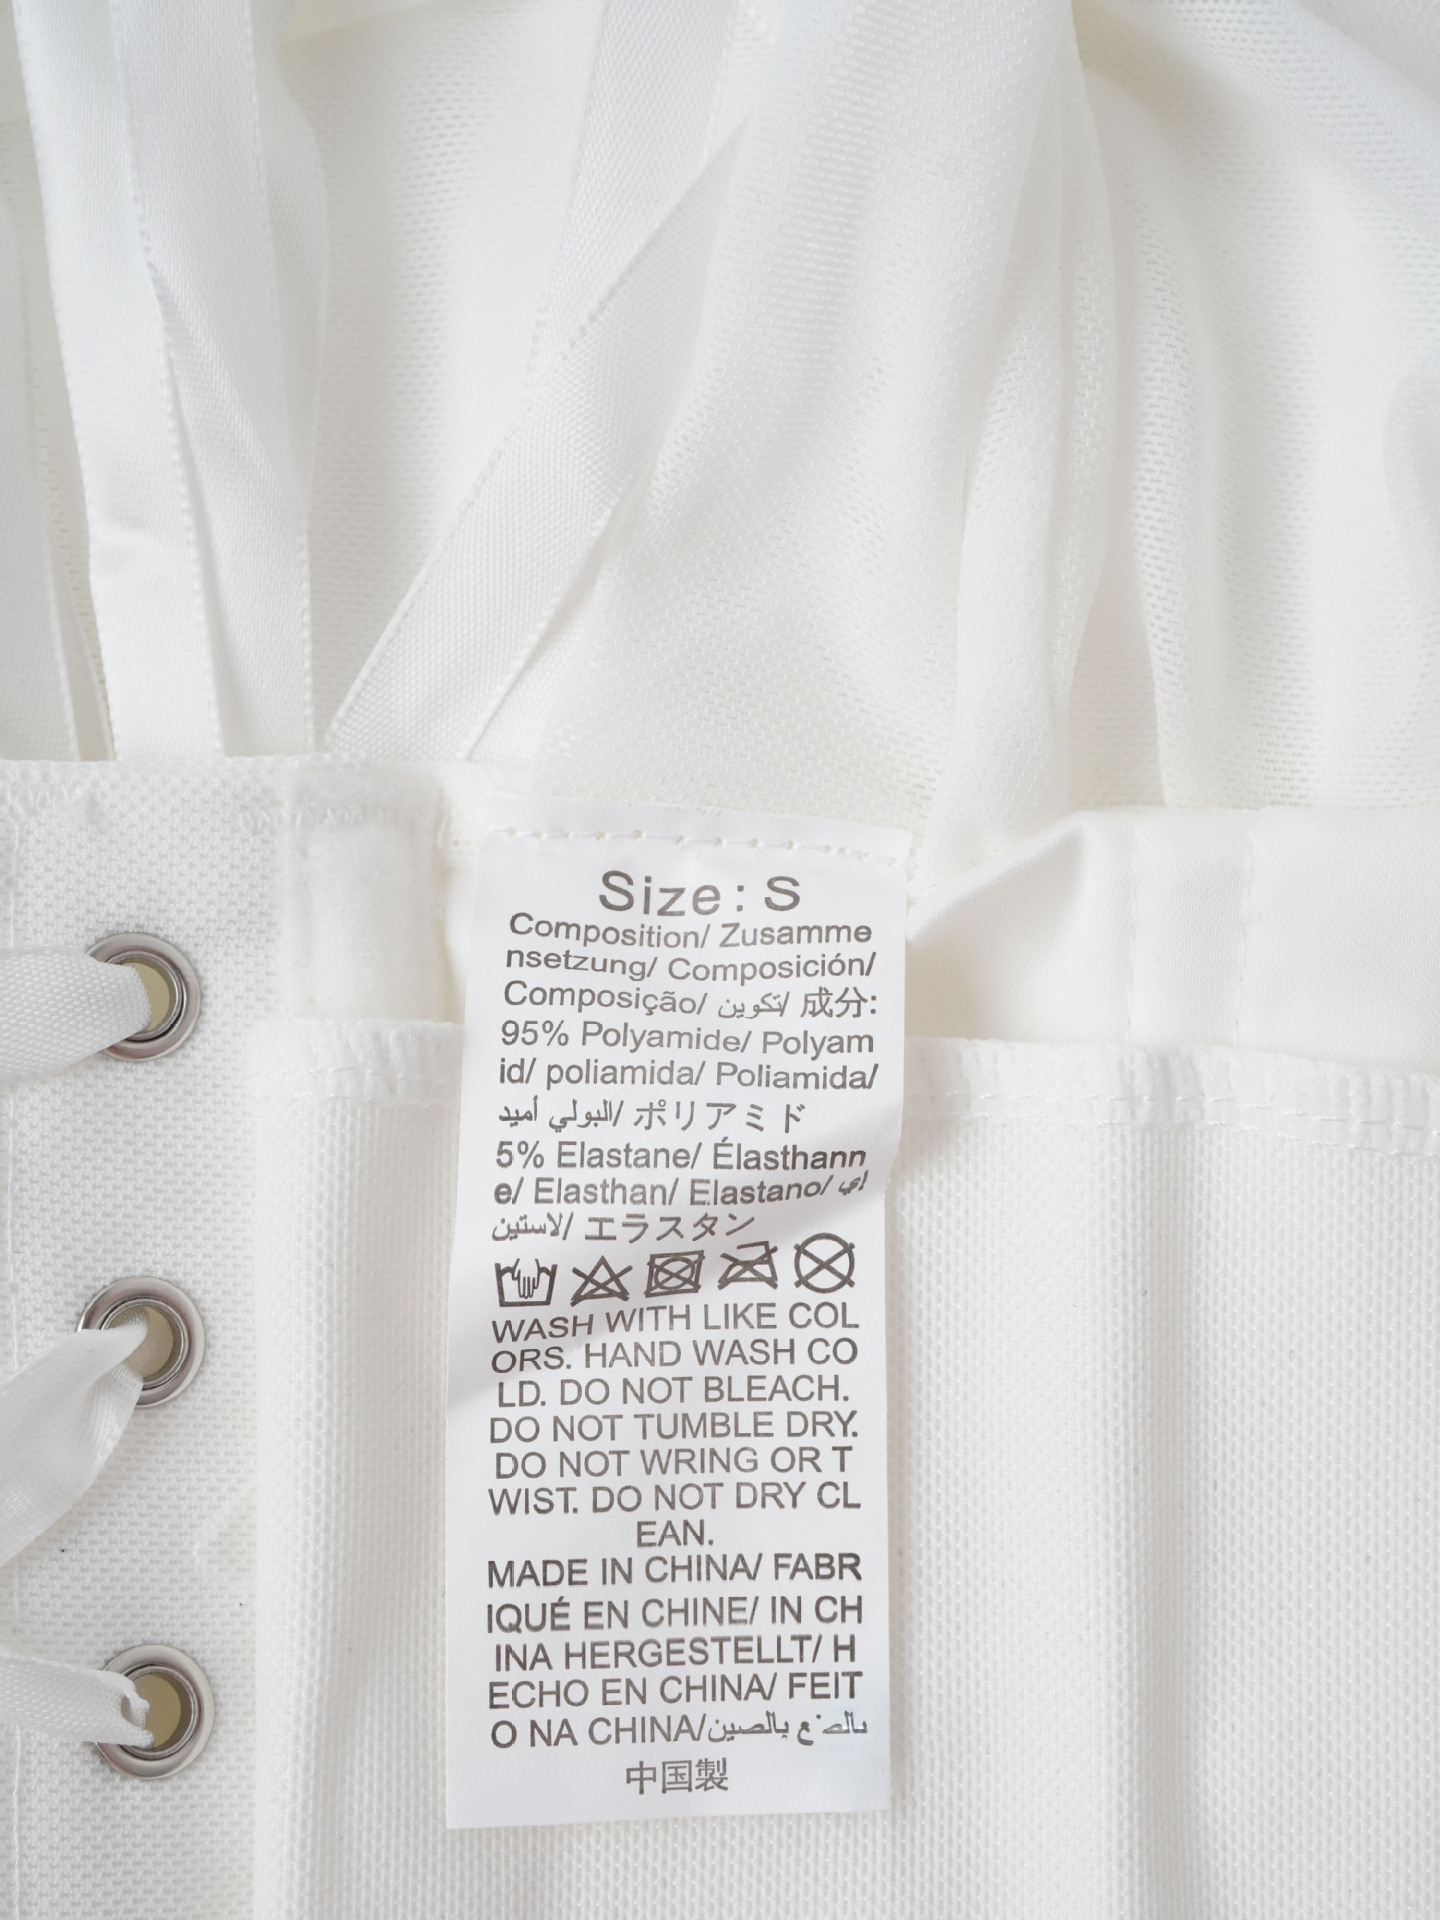 Size: S
Composition/ Zusamme
nsetzung/ Composición/
Composição/ تكوين/ 成分:
95% Polyamide/ Polyam
id/ poliamida/ Poliamida/
البولي أميد/ ポリアミド
5% Elastane/ Élasthann
e/ Elasthan/ Elastano/ إي
لاستين/ エラスタン
WASH WITH LIKE COL
ORS. HAND WASH CO
LD. DO NOT BLEACH.
DO NOT TUMBLE DRY.
DO NOT WRING OR T
WIST. DO NOT DRY CL
EAN.
MADE IN CHINA/ FABR
IQUÉ EN CHINE/ IN CH
INA HERGESTELLT/ H
ECHO EN CHINA/ FEIT
O NA CHINA/ بالصين
中国製